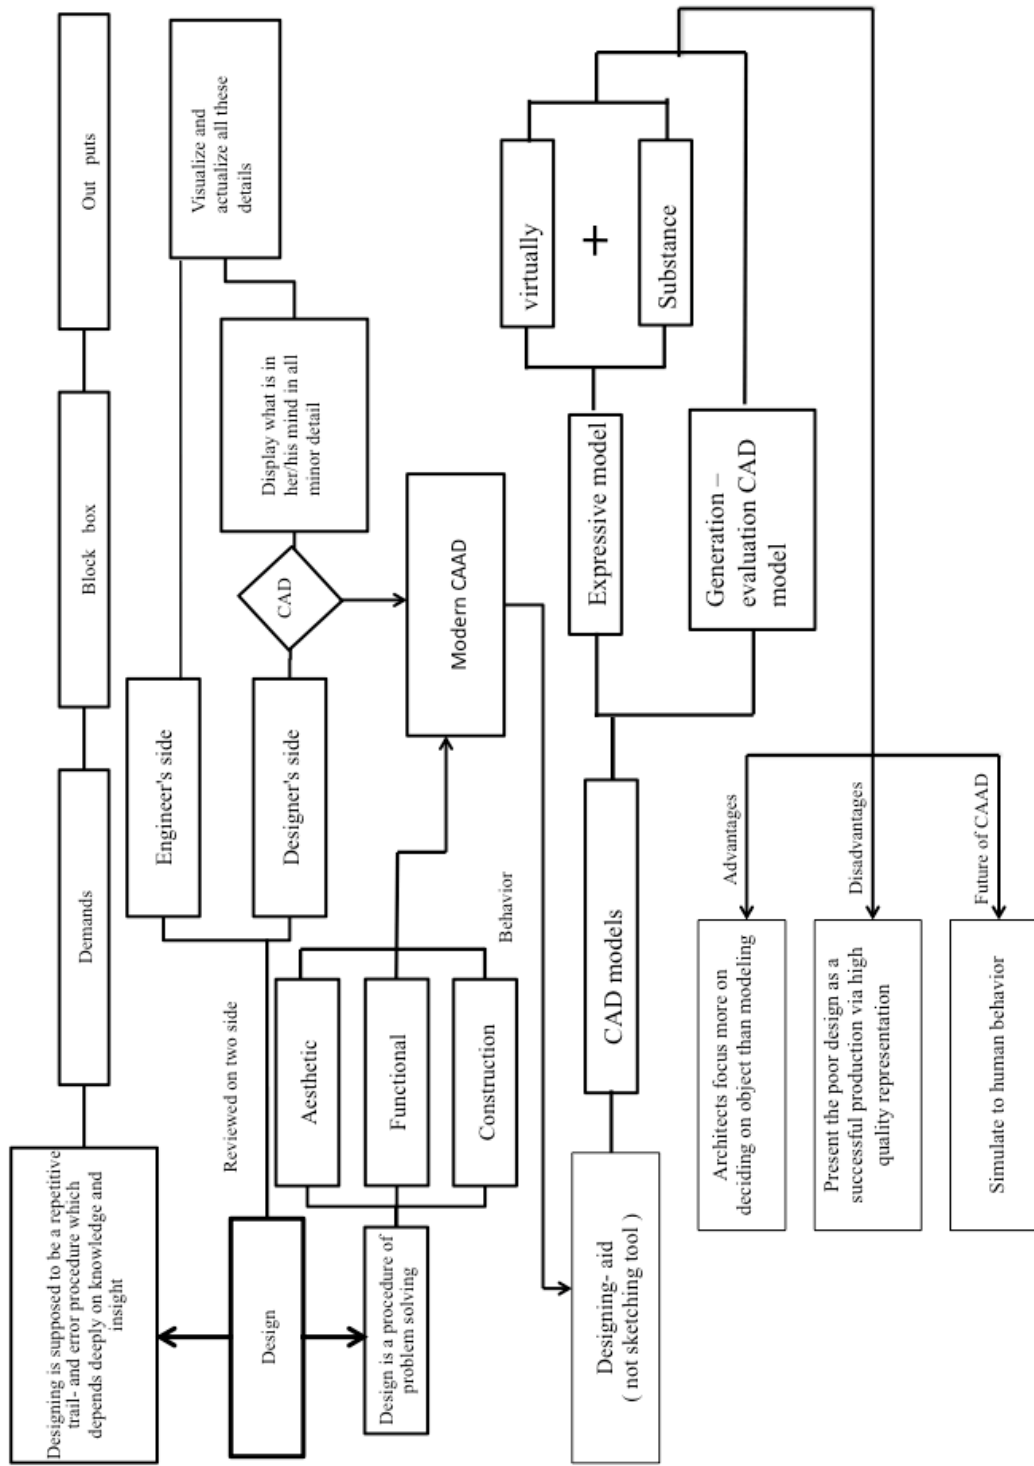 Designing is supposed to be a repetitive
trail- and error procedure which
depends deeply on knowledge and
insight
Demands
Block box
Out puts
Engineer's side
Visualize and
actualize all these
details
Reviewed on two side
Design
Designer's side
CAD
Display what is in
her/his mind in all
minor detail
Design is a procedure of
problem solving
Aesthetic
Functional
Construction
Behavior
Modern CAAD
Designing- aid
( not sketching tool )
CAD models
Expressive model
virtually
+
Substance
Generation –
evaluation CAD
model
Advantages
Architects focus more on
deciding on object than modeling
Disadvantages
Present the poor design as a
successful production via high
quality representation
Future of CAAD
Simulate to human behavior